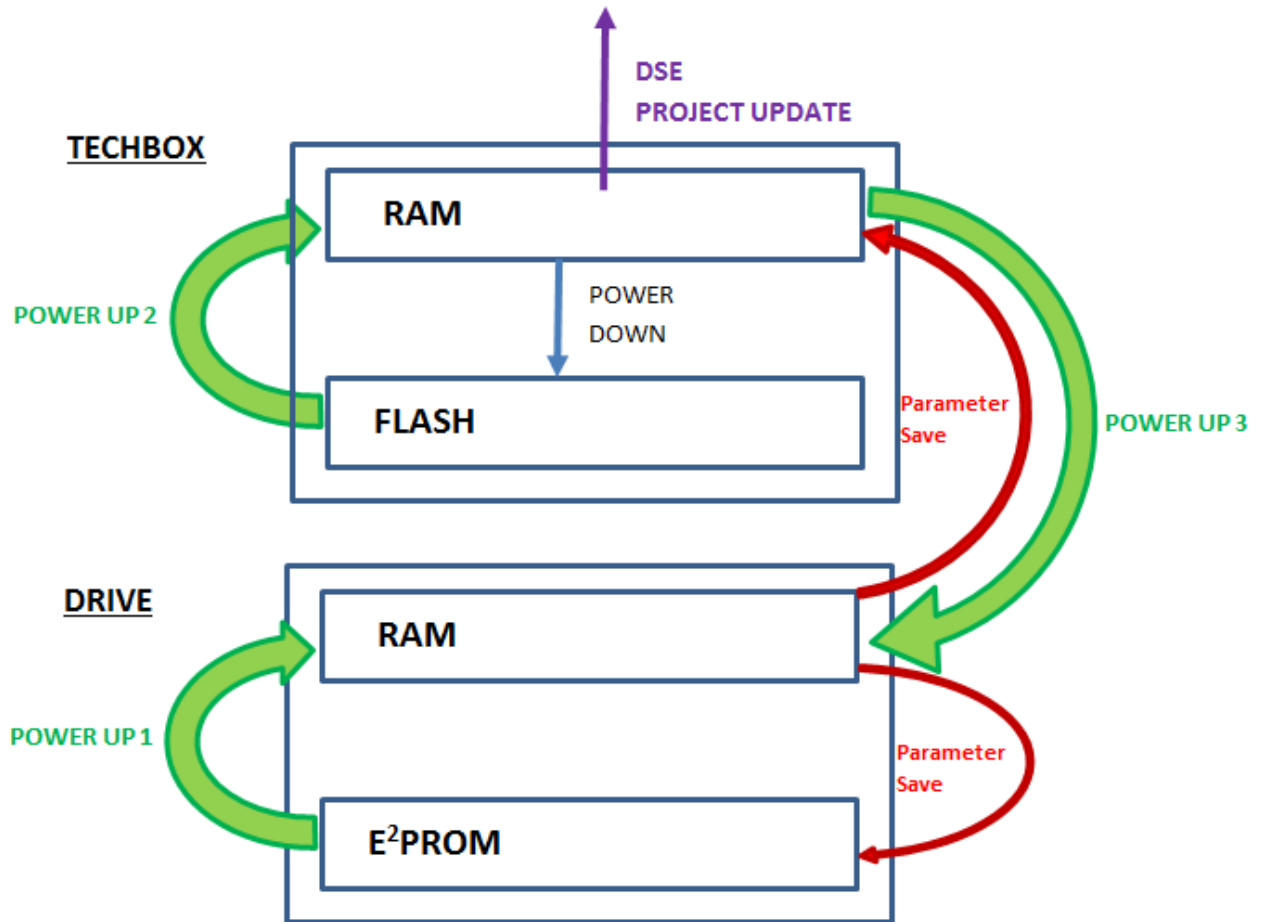 DSE
PROJECT UPDATE
TECHBOX
RAM
POWER UP 2
POWER
DOWN
FLASH
Parameter
Save
POWER UP 3
DRIVE
RAM
POWER UP 1
Parameter
Save
E²PROM